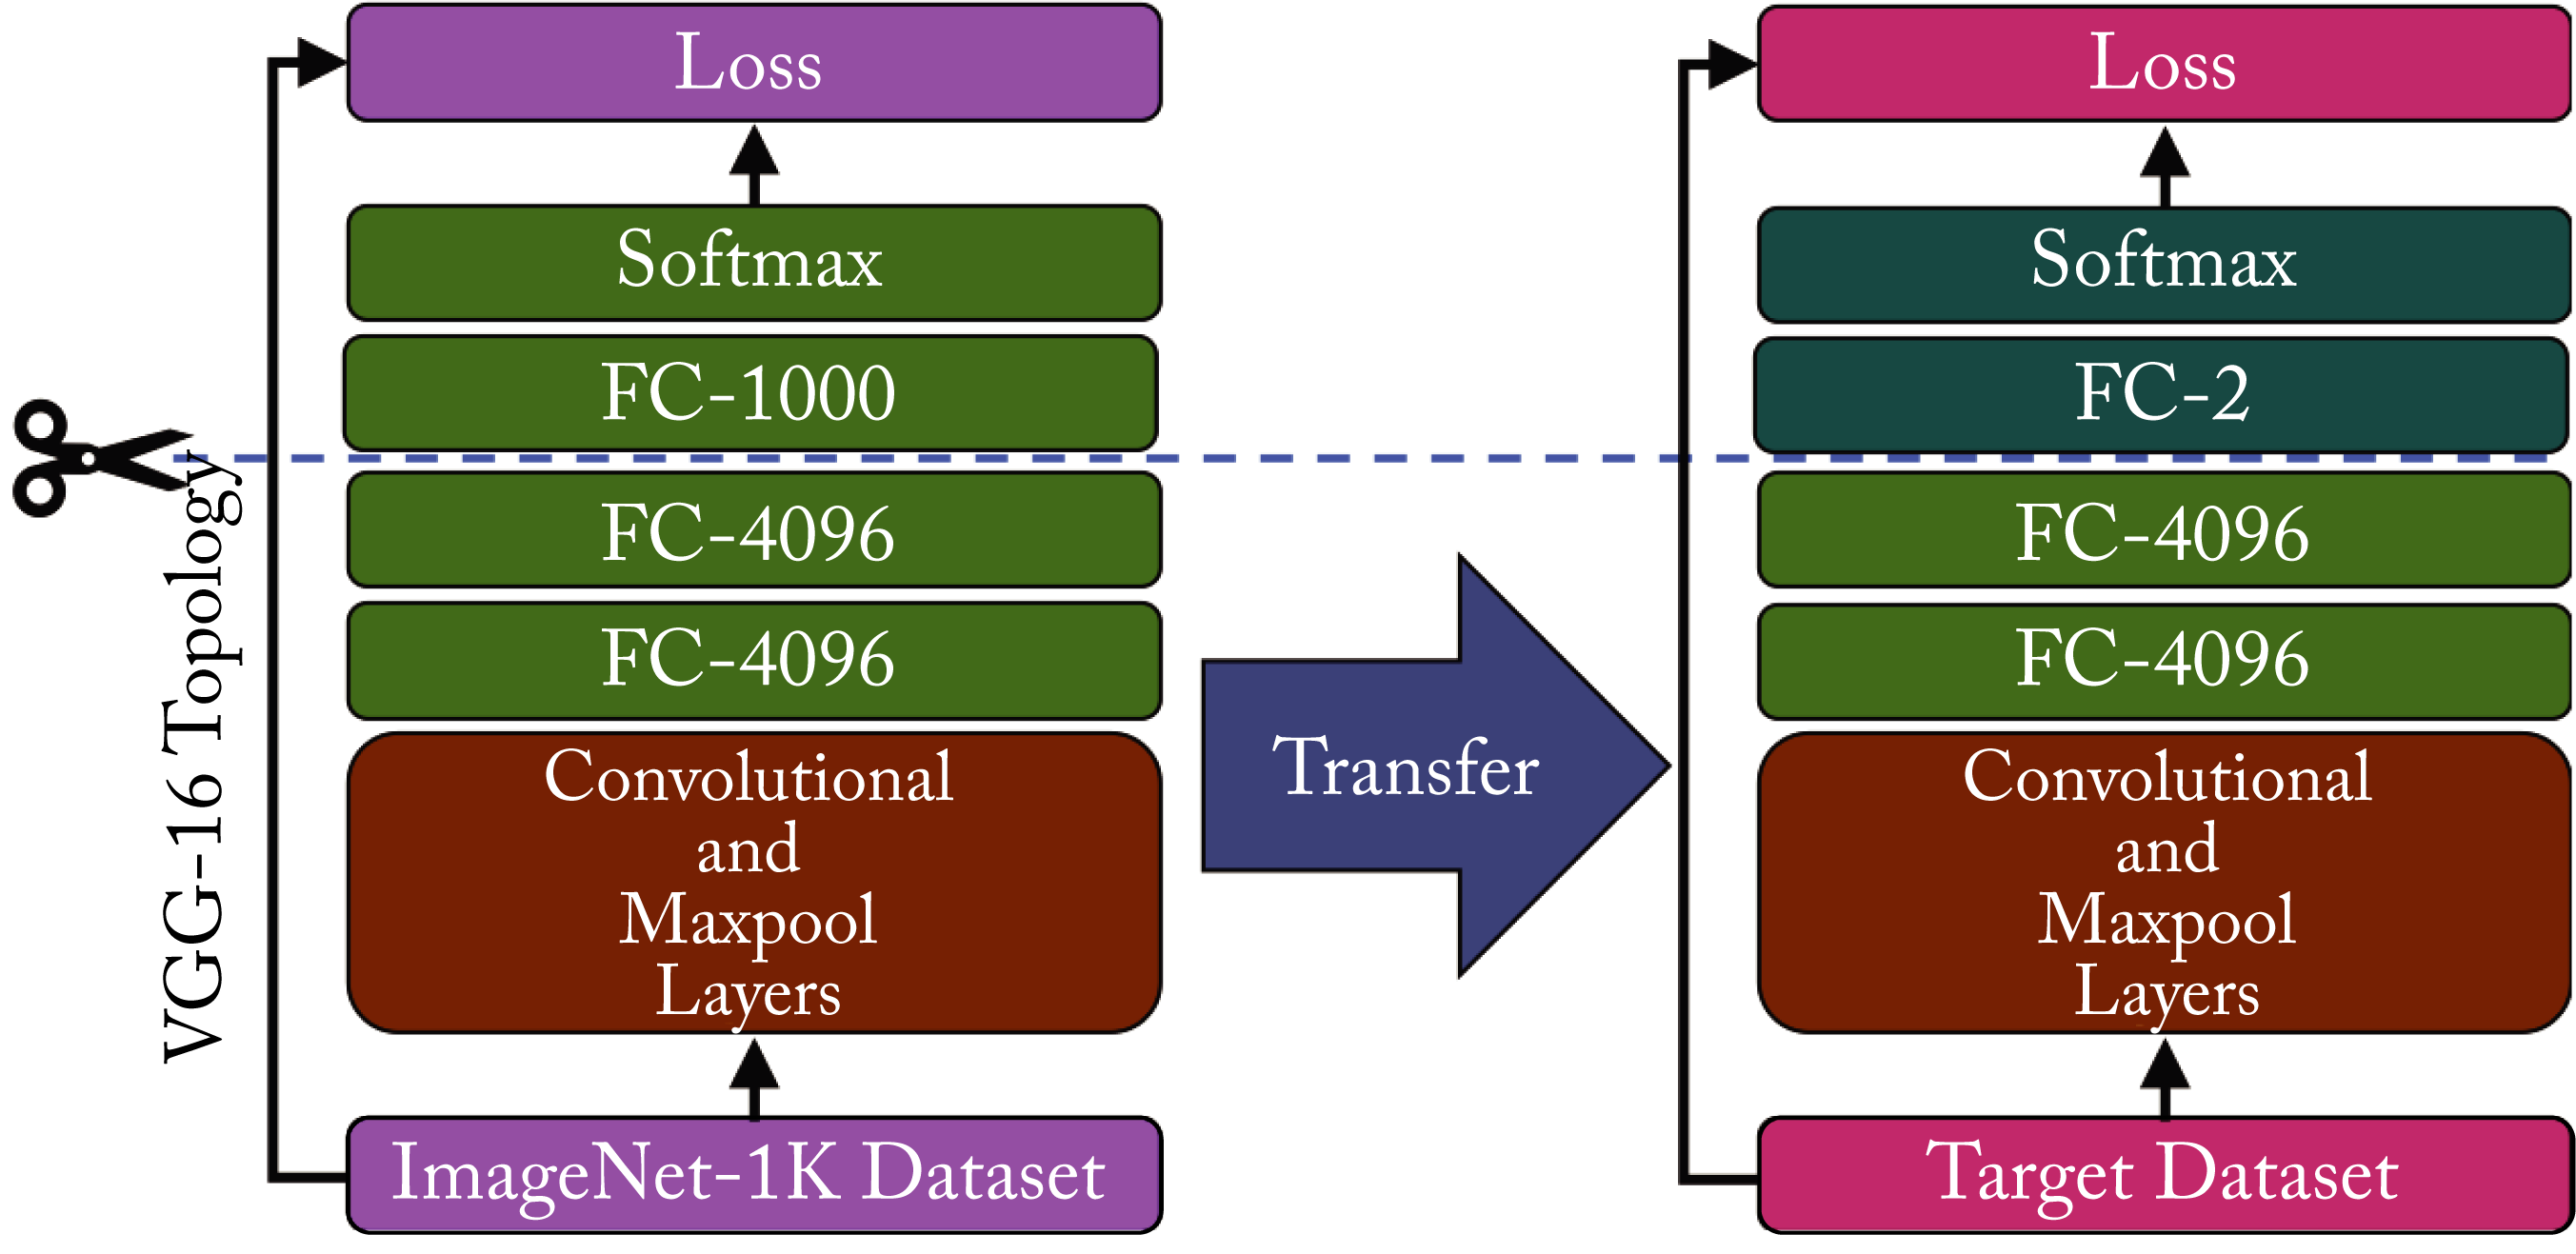 Loss
Softmax
FC-1000
FC-4096
FC-4096
Convolutional
and
Maxpool
Layers
ImageNet-1K Dataset
VGG-16 Topology
Transfer
Loss
Softmax
FC-2
FC-4096
FC-4096
Convolutional
and
Maxpool
Layers
Target Dataset